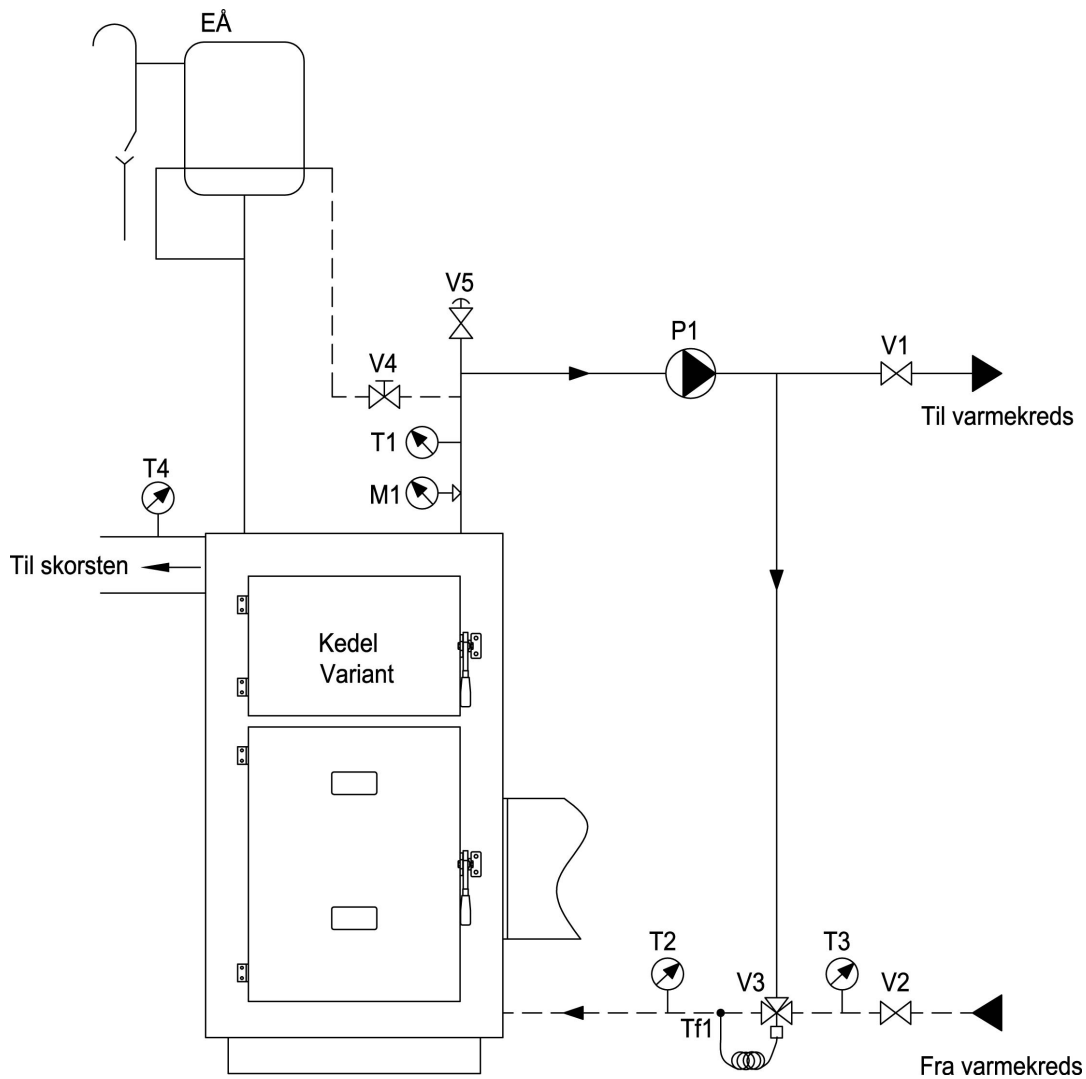 EÅ
V5
P1
V1
V4
Til varmekreds
T1
T4
M1
Til skorsten
Kedel
Variant
T2
T3
V3
V2
Tf1
Fra varmekreds